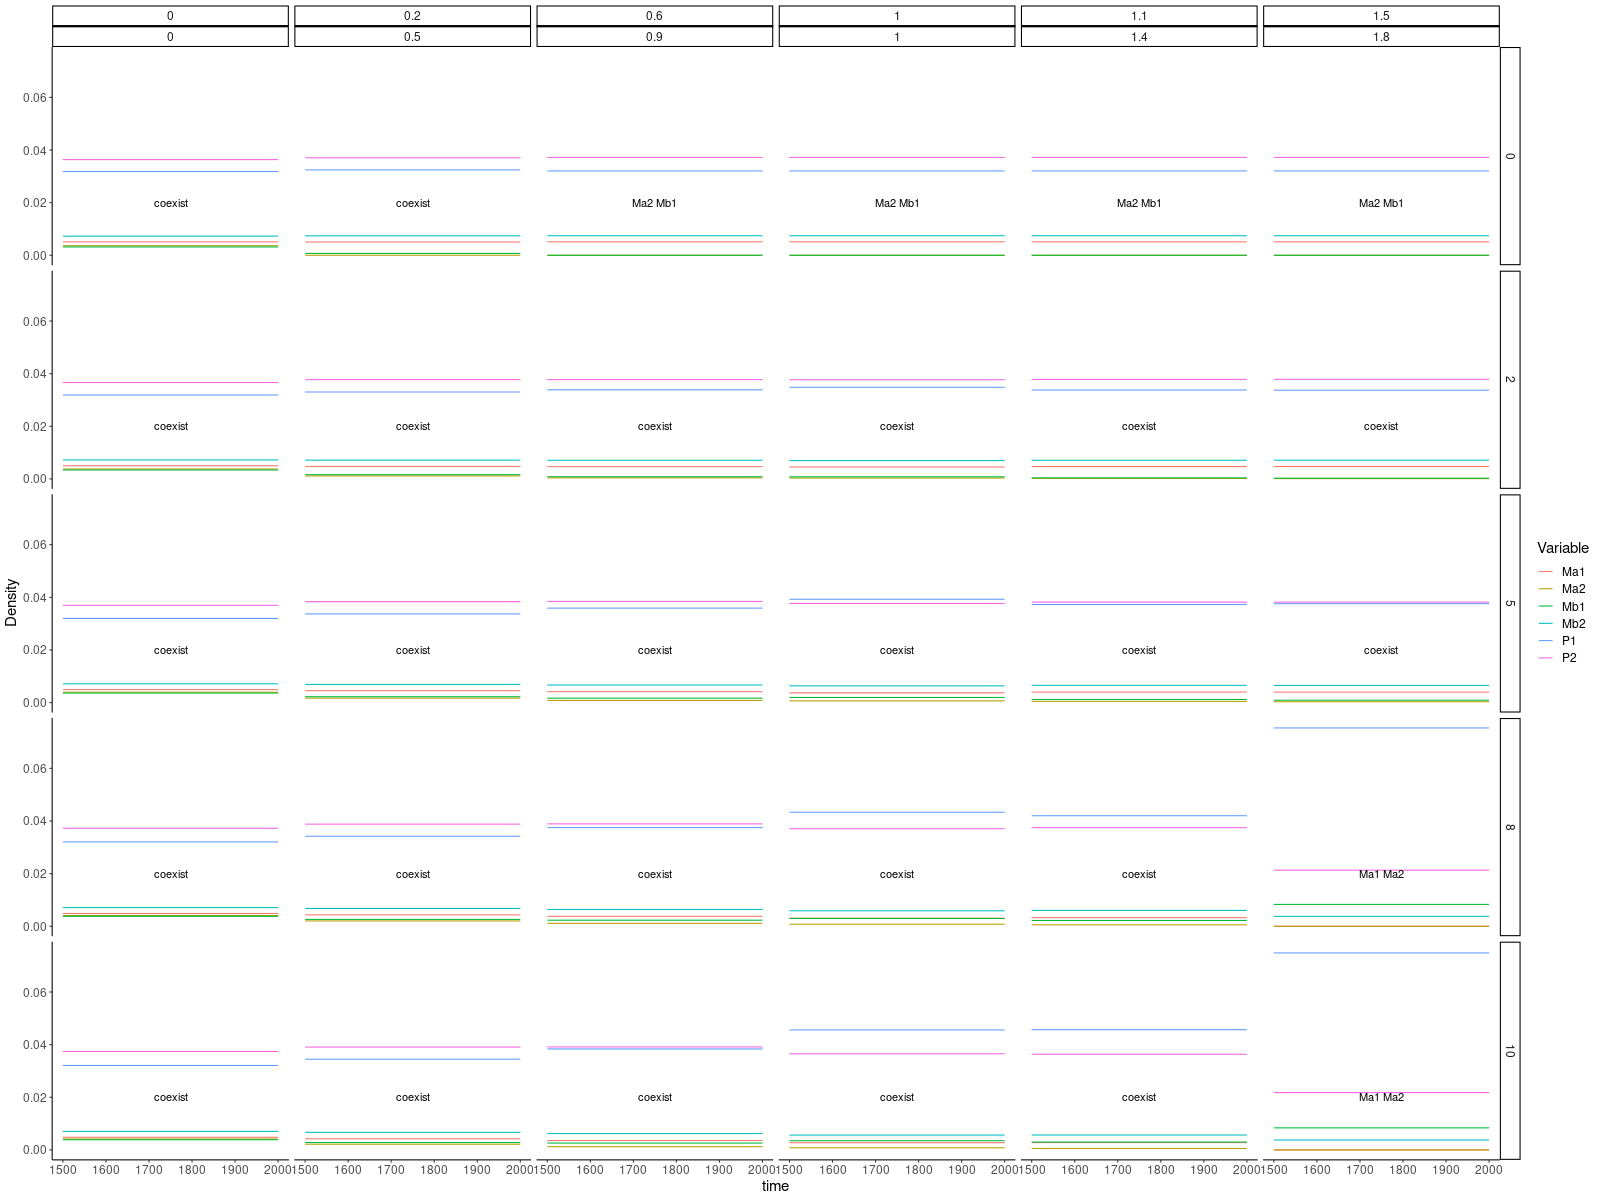 0 0.2 0.6 1 1.1 1.5
0 0.5 0.9 1 1.4 1.8
0.06
0.04
0.02
0.00
coexist coexist Ma2 Mb1 Ma2 Mb1 Ma2 Mb1 Ma2 Mb1
0
0.06
0.04
0.02
0.00
coexist coexist coexist coexist coexist coexist
2
0.06
0.04
0.02
0.00
coexist coexist coexist coexist coexist coexist
5
0.06
0.04
0.02
0.00
coexist coexist coexist coexist coexist Ma1 Ma2
8
0.06
0.04
0.02
0.00
coexist coexist coexist coexist coexist Ma1 Ma2
10
1500 1600 1700 1800 1900 2000 1500 1600 1700 1800 1900 2000 1500 1600 1700 1800 1900 2000 1500 1600 1700 1800 1900 2000 1500 1600 1700 1800 1900 2000 1500 1600 1700 1800 1900 2000
time
Density
Variable
Ma1
Ma2
Mb1
Mb2
P1
P2